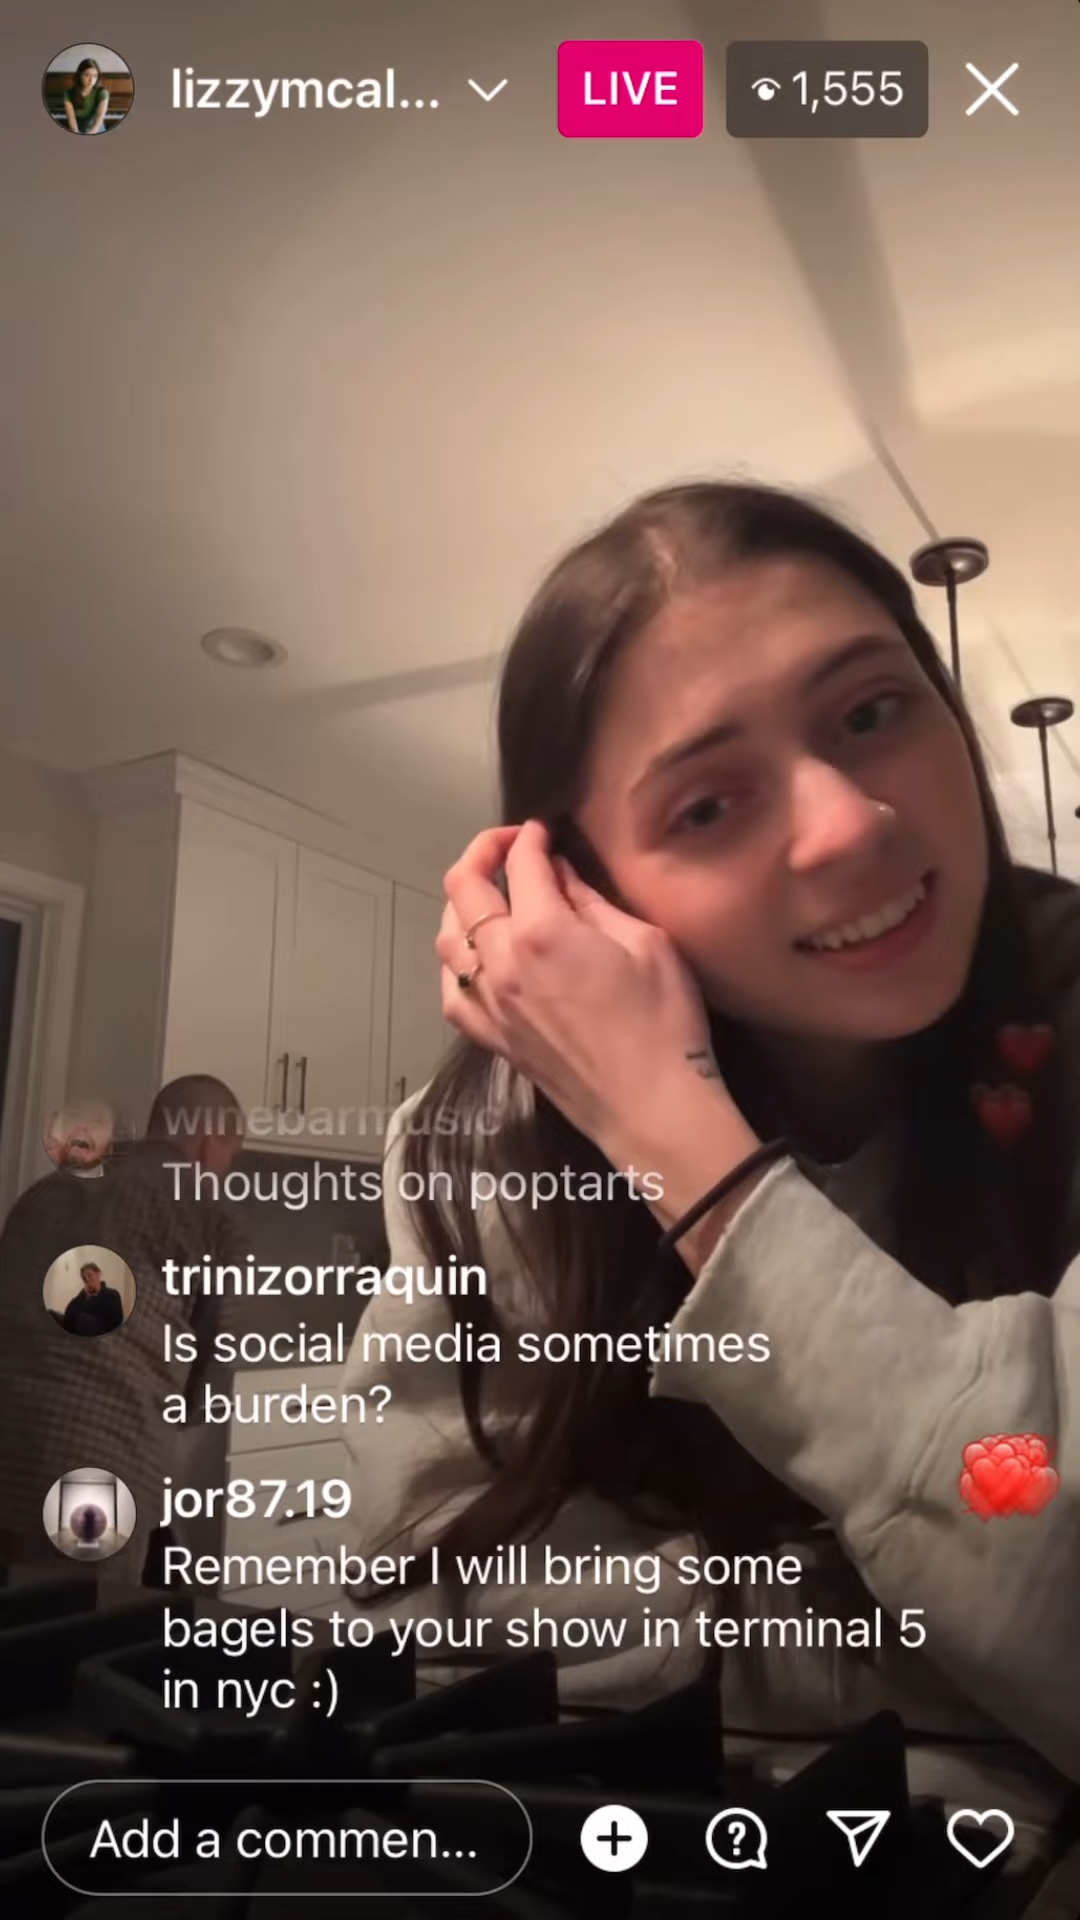 lizzymcal...
LIVE
1,555
winebarmusic
Thoughts on poptarts
trinizorraquin
Is social media sometimes
a burden?
jor87.19
Remember I will bring some
bagels to your show in terminal 5
in nyc :)
Add a commen...